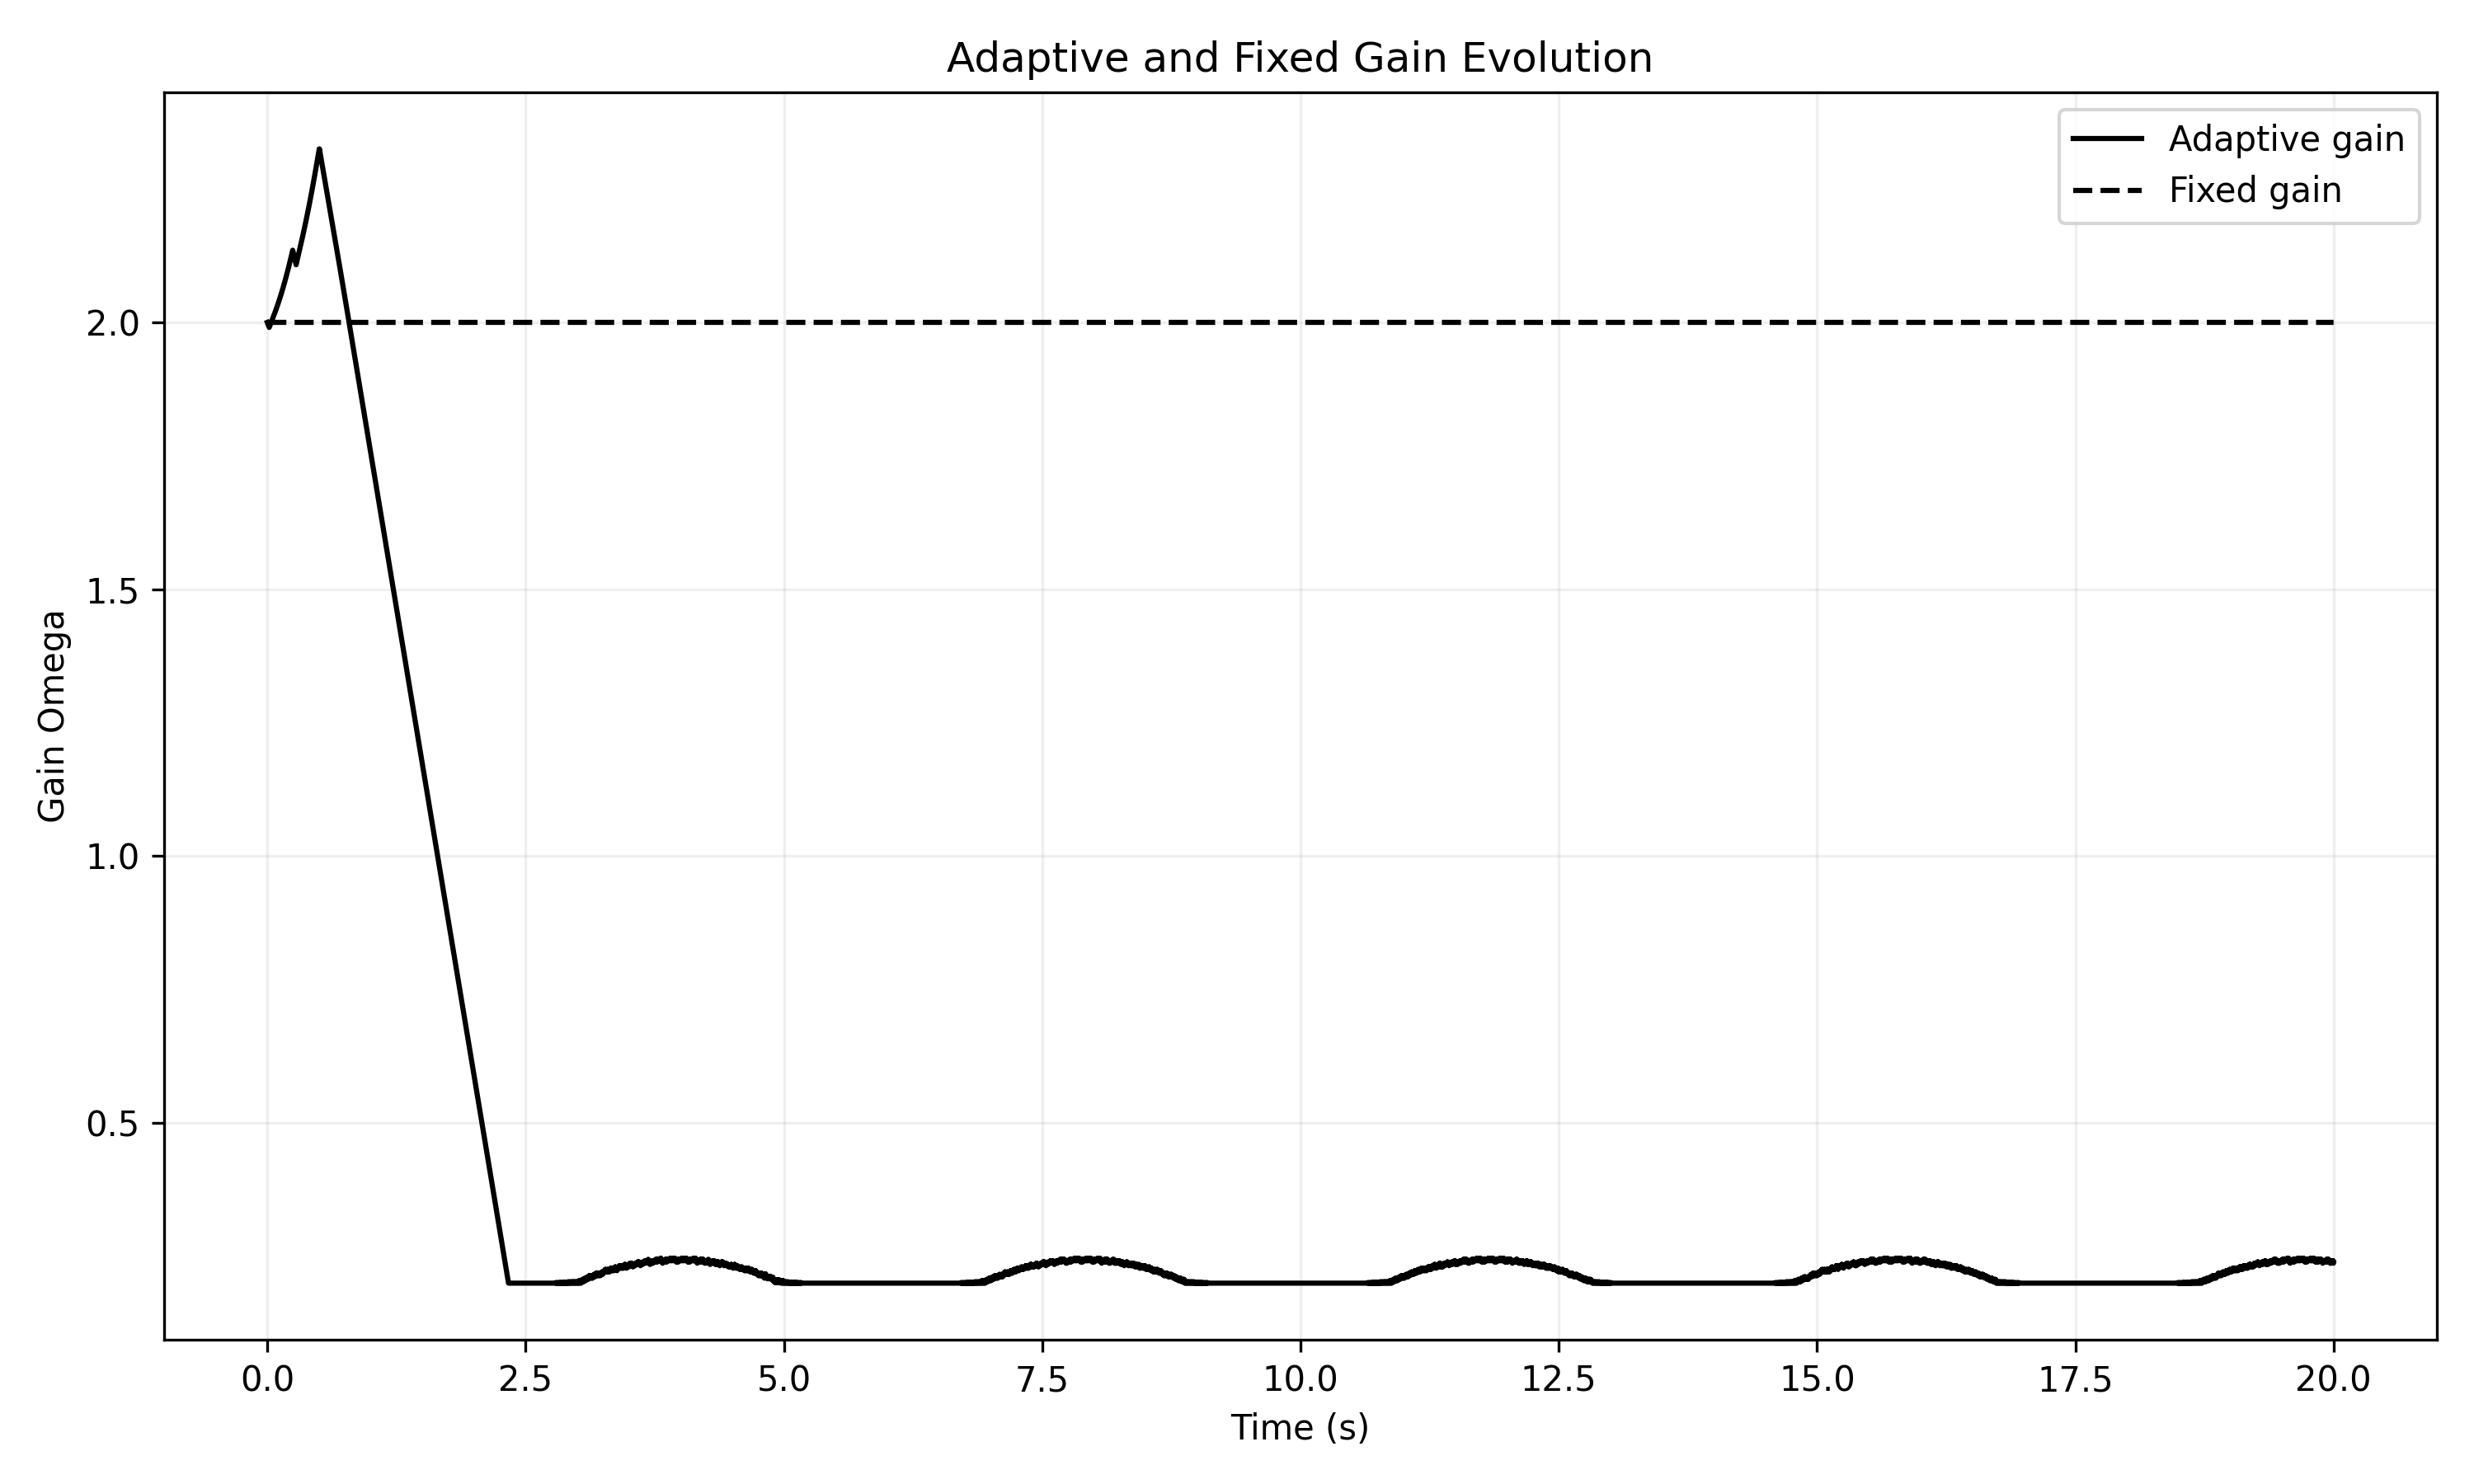 Adaptive and Fixed Gain Evolution
Adaptive gain
Fixed gain
Gain Omega
2.0
1.5
1.0
0.5
0.0 2.5 5.0 7.5 10.0 12.5 15.0 17.5 20.0
Time (s)